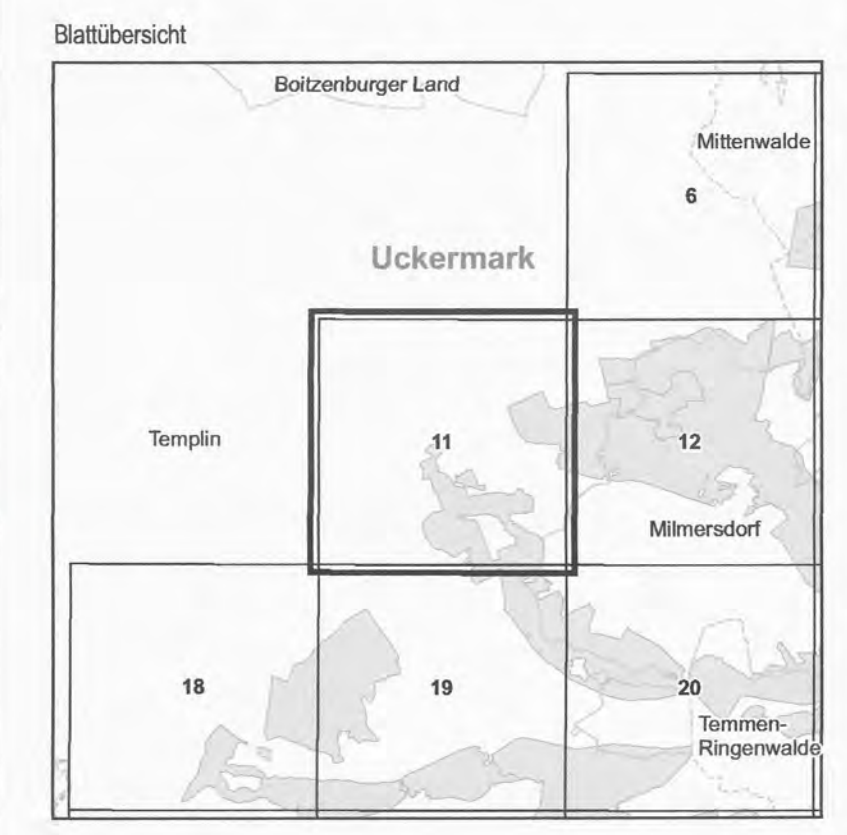 Blattübersicht
Boitzenburger Land
Mittenwalde
6
Uckermark
Templin
11
12
Milmersdorf
18
19
20
Temmen-
Ringenwalde